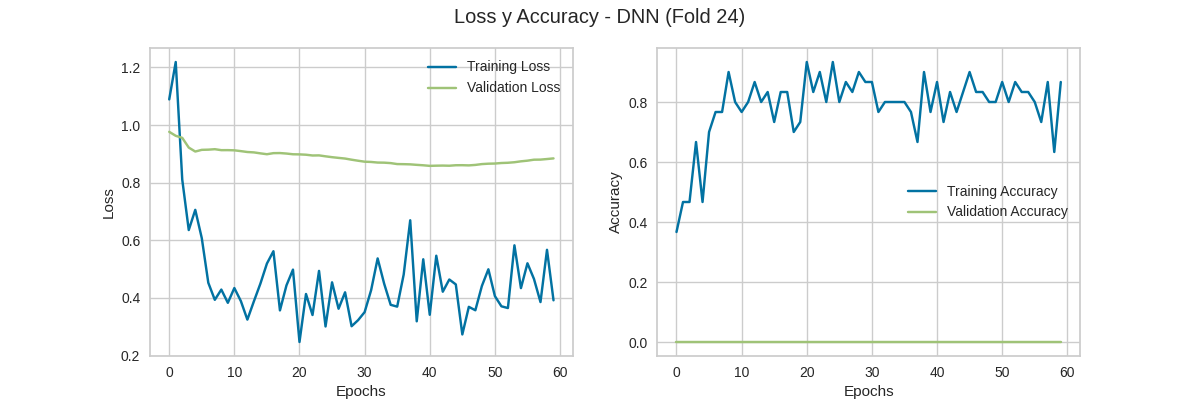 Loss y Accuracy - DNN (Fold 24)
1.2
1.0
0.8
0.6
0.4
0.2
Loss
0 10 20 30 40 50 60
Epochs
Training Loss
Validation Loss
0.8
0.6
0.4
0.2
0.0
Accuracy
0 10 20 30 40 50 60
Epochs
Training Accuracy
Validation Accuracy